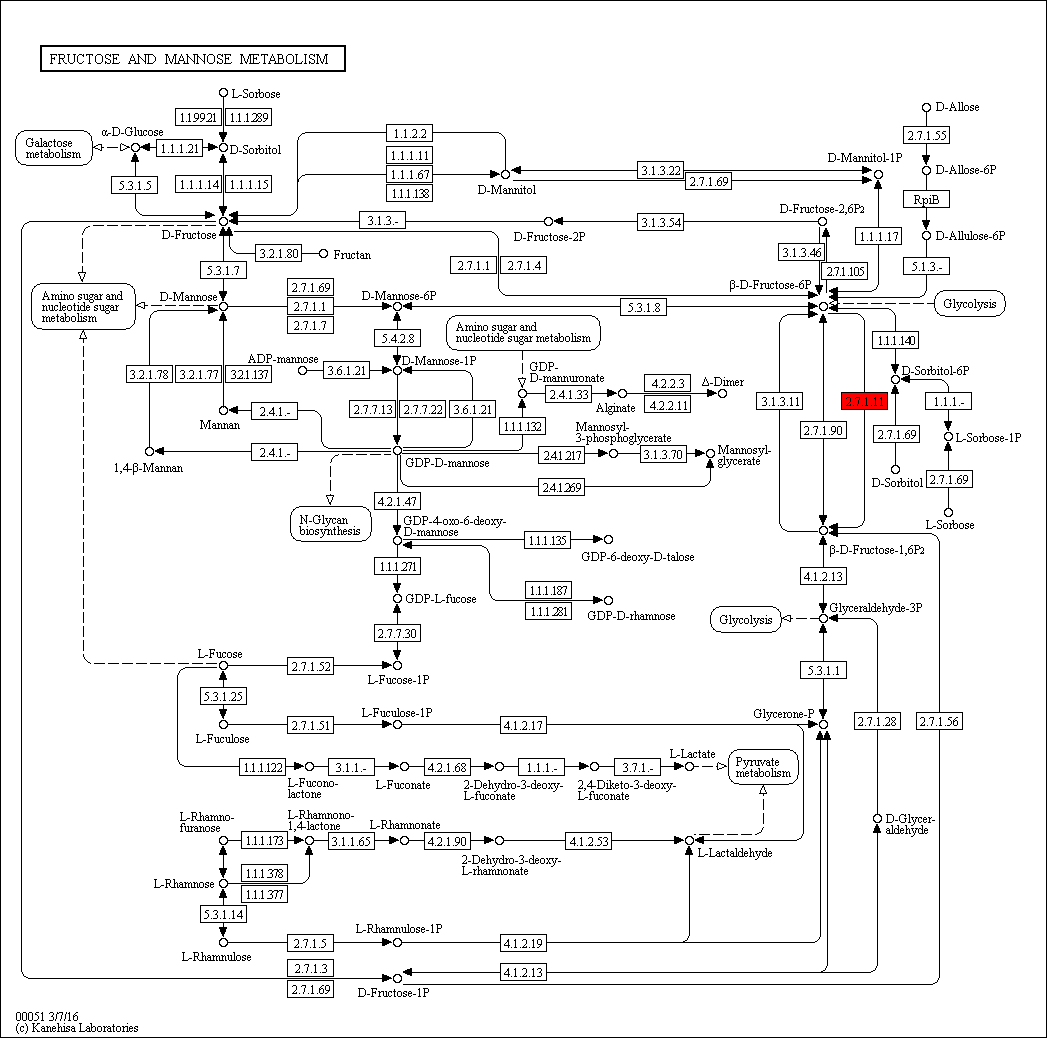 FRUCTOSE AND MANNOSE METABOLISM
L-Sorbose
1.1.99.21
1.1.1.289
α-D-Glucose
Galactose
metabolism
1.1.1.21
D-Sorbitol
5.3.1.5
1.1.1.14
1.1.1.15
1.1.2.2
1.1.1.11
1.1.1.67
1.1.1.138
D-Mannitol
3.1.3.22
2.7.1.69
D-Mannitol-1P
D-Allose
2.7.1.55
D-Allose-6P
RpiB
D-Allulose-6P
5.1.3.-
1.1.1.17
D-Fructose
3.1.3.-
D-Fructose-2P
3.1.3.54
D-Fructose-2,6P2
3.1.3.46
2.7.1.105
3.2.1.80
Fructan
5.3.1.7
2.7.1.1
2.7.1.4
β-D-Fructose-6P
Amino sugar and
nucleotide sugar
metabolism
D-Mannose
2.7.1.69
2.7.1.1
2.7.1.7
D-Mannose-6P
5.3.1.8
Glycolysis
5.4.2.8
Amino sugar and
nucleotide sugar metabolism
1.1.1.140
D-Sorbitol-6P
ADP-mannose
3.6.1.21
D-Mannose-1P
GDP-
D-mannuronate
2.4.1.33
Alginate
4.2.2.3
4.2.2.11
Δ-Dimer
3.2.1.78
3.2.1.77
3.2.1.137
2.7.7.13
2.7.7.22
3.6.1.21
3.1.3.11
2.7.1.11
1.1.1.-
2.4.1.-
Mannan
1.1.1.132
2.7.1.90
2.7.1.69
L-Sorbose-1P
2.4.1.-
1,4-β-Mannan
GDP-D-mannose
Mannosyl-
3-phosphoglycerate
2.4.1.217
3.1.3.70
Mannosyl-
glycerate
2.4.1.269
D-Sorbitol
2.7.1.69
L-Sorbose
N-Glycan
biosynthesis
4.2.1.47
GDP-4-oxo-6-deoxy-
D-mannose
1.1.1.135
GDP-6-deoxy-D-talose
β-D-Fructose-1,6P2
1.1.1.271
4.1.2.13
GDP-L-fucose
1.1.1.187
1.1.1.281
GDP-D-rhamnose
Glycolysis
Glyceraldehyde-3P
2.7.7.30
L-Fucose
2.7.1.52
L-Fucose-1P
5.3.1.1
5.3.1.25
L-Fuculose
2.7.1.51
L-Fuculose-1P
4.1.2.17
Glycerone-P
2.7.1.28
2.7.1.56
1.1.1.122
L-Fucono-
lactone
3.1.1.-
L-Fuconate
4.2.1.68
2-Dehydro-3-deoxy-
L-fuconate
1.1.1.-
2,4-Diketo-3-deoxy-
L-fuconate
3.7.1.-
L-Lactate
Pyruvate
metabolism
L-Rhamno-
furanose
1.1.1.173
L-Rhamnono-
1,4-lactone
3.1.1.65
L-Rhamnonate
4.2.1.90
2-Dehydro-3-deoxy-
L-rhamnonate
4.1.2.53
L-Lactaldehyde
D-Glycer-
aldehyde
L-Rhamnose
1.1.1.378
1.1.1.377
5.3.1.14
L-Rhamnulose
2.7.1.5
L-Rhamnulose-1P
4.1.2.19
2.7.1.3
2.7.1.69
D-Fructose-1P
4.1.2.13
00051 3/7/16
(c) Kanehisa Laboratories